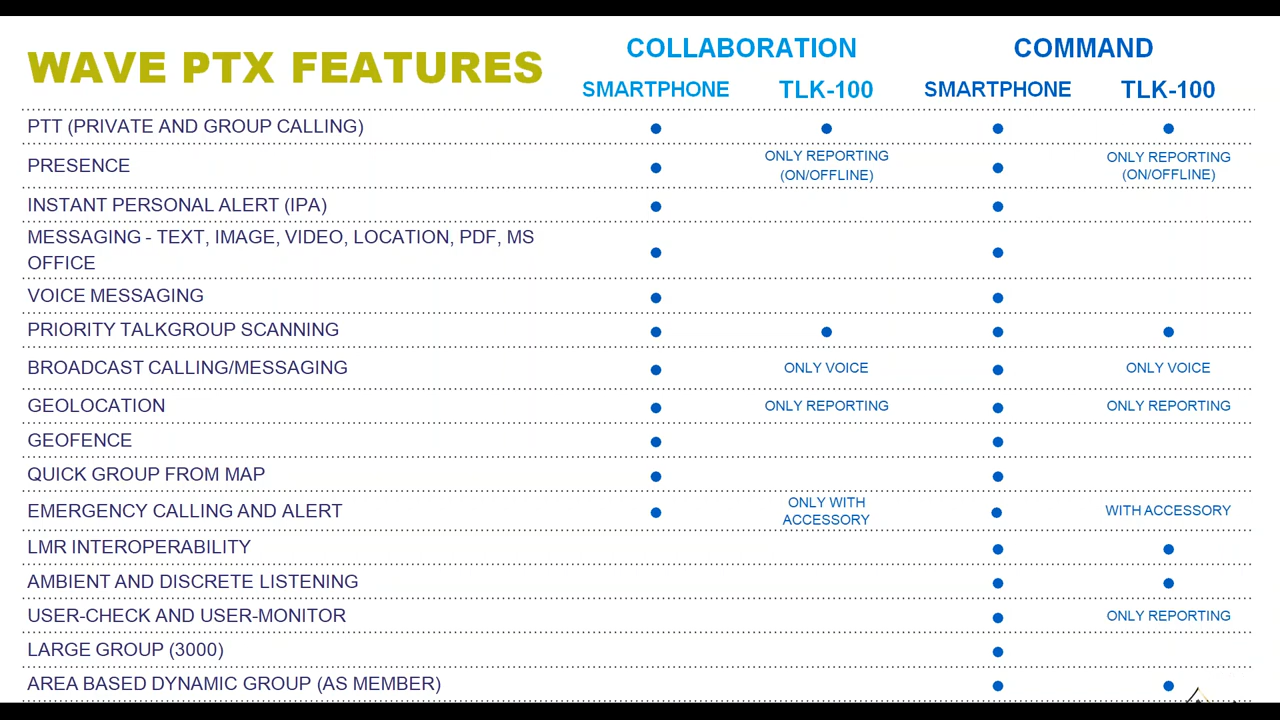 WAVE PTX FEATURES
COLLABORATION COMMAND
SMARTPHONE TLK-100 SMARTPHONE TLK-100
PTT (PRIVATE AND GROUP CALLING) ● ● ● ●
PRESENCE ● ONLY REPORTING (ON/OFFLINE) ● ONLY REPORTING (ON/OFFLINE)
INSTANT PERSONAL ALERT (IPA) ● ●
MESSAGING - TEXT, IMAGE, VIDEO, LOCATION, PDF, MS
OFFICE ● ●
VOICE MESSAGING ● ●
PRIORITY TALKGROUP SCANNING ● ● ● ●
BROADCAST CALLING/MESSAGING ● ONLY VOICE ● ONLY VOICE
GEOLOCATION ● ONLY REPORTING ● ONLY REPORTING
GEOFENCE ● ●
QUICK GROUP FROM MAP ● ●
EMERGENCY CALLING AND ALERT ● ONLY WITH ACCESSORY ● WITH ACCESSORY
LMR INTEROPERABILITY ● ●
AMBIENT AND DISCRETE LISTENING ● ●
USER-CHECK AND USER-MONITOR ● ONLY REPORTING
LARGE GROUP (3000) ●
AREA BASED DYNAMIC GROUP (AS MEMBER) ● ●